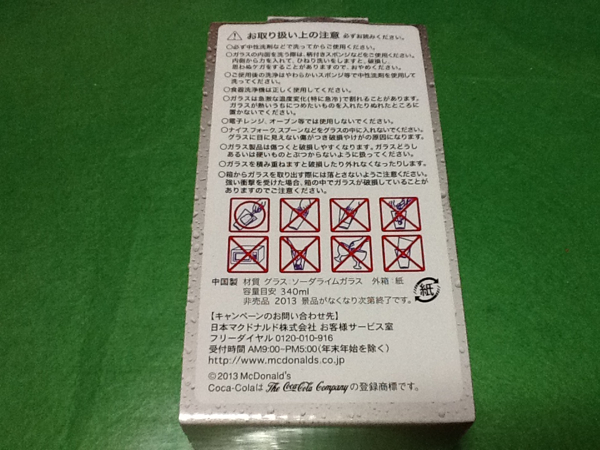 お取り扱い上の注意 必ずお読みください。
○必ず中性洗剤などで洗ってからご使用ください。
○ガラスの内面を洗う際は、柄付きスポンジなどをご使用ください。
内側から力を入れて、ひねり洗いをしますと、破損し、
思わぬケガをすることがありますので、おやめください。
○ご使用後の洗浄はやわらかいスポンジ等で中性洗剤を使用して
洗ってください。
○食器洗浄機は正しく使用してください。
○ガラスは急激な温度変化(特に急冷)で割れることがあります。
ガラスが熱いうちにつめたいものを入れたりぬれたところに
置かないでください。
○電子レンジ、オーブン等では使用しないでください。
○ナイフ、フォーク、スプーンなどをグラスの中に入れないでください。
グラスに目に見えない傷がつき破損やけがの原因になります。
○ガラス製品は傷つくと破損しやすくなります。ガラスどうし
あるいは硬いものとぶつからないように扱ってください。
○ガラスを積み重ねますと破損したり外れなくなったりします。
○箱からガラスを取り出す際には落とさないようご注意ください。
強い衝撃を受けた場合、箱の中でガラスが破損していることが
ありますのでご注意ください。
中国製 材質 グラス:ソーダライムガラス 外箱:紙
容量目安 340ml
非売品 2013 景品がなくなり次第終了です。
紙
【キャンペーンのお問い合わせ先】
日本マクドナルド株式会社 お客様サービス室
フリーダイヤル 0120-010-916
受付時間 AM9:00-PM5:00(年末年始を除く)
http://www.mcdonalds.co.jp
©2013 McDonald's
Coca-Colaは The Coca-Cola Company の登録商標です。